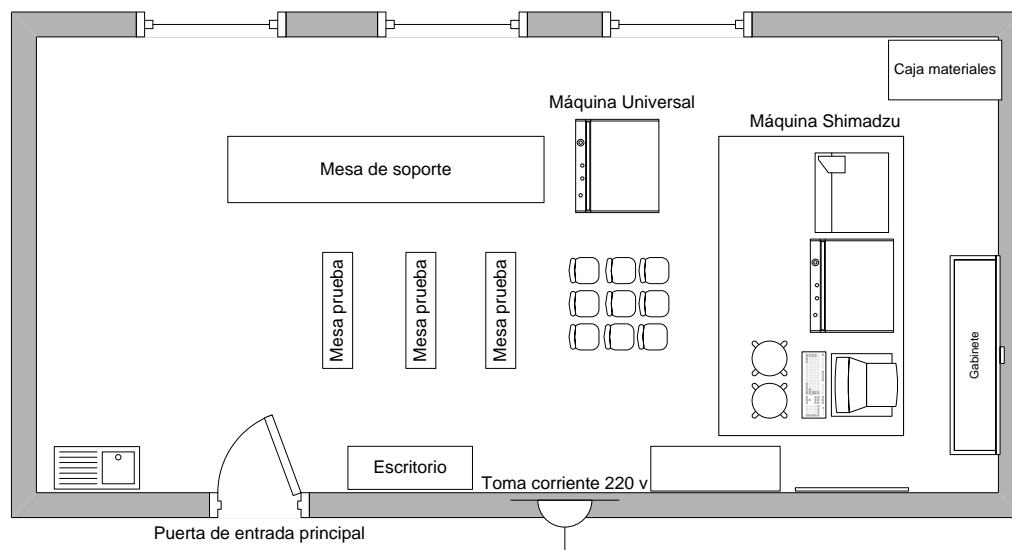 Caja materiales
Máquina Universal
Máquina Shimadzu
Mesa de soporte
Mesa prueba
Mesa prueba
Mesa prueba
Gabinete
Escritorio
Toma corriente 220 v
Puerta de entrada principal